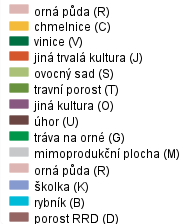 orná půda (R)
chmelnice (C)
vinice (V)
jiná trvalá kultura (J)
ovocný sad (S)
travní porost (T)
jiná kultura (O)
úhor (U)
tráva na orné (G)
mimoprodukční plocha (M)
orná půda (R)
školka (K)
rybník (B)
porost RRD (D)